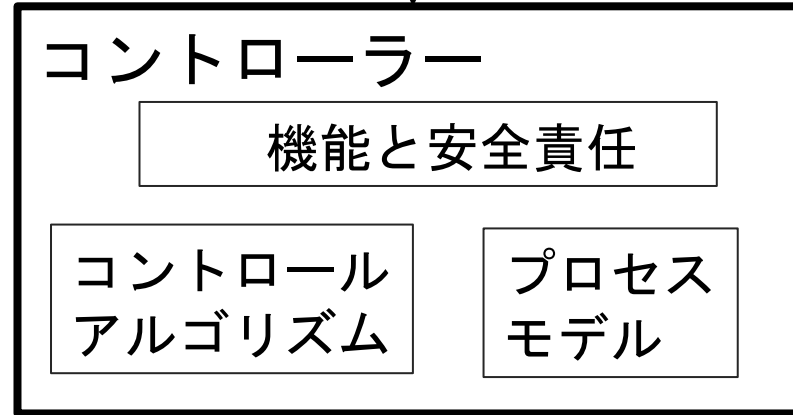 コントローラー
機能と安全責任
コントロール
アルゴリズム
プロセス
モデル